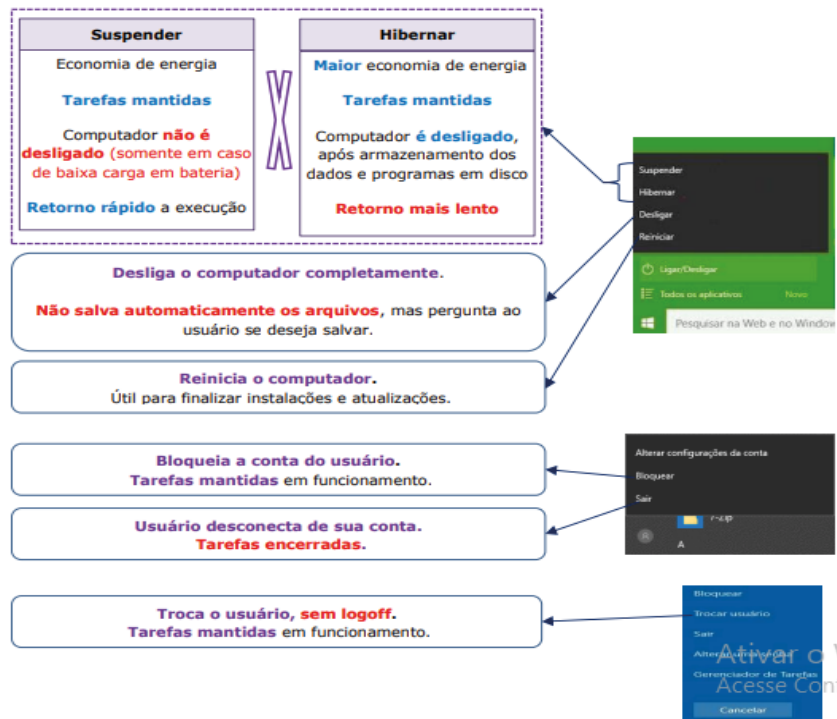 Suspender
Economia de energia
Tarefas mantidas
Computador não é
desligado (somente em caso
de baixa carga em bateria)
Retorno rápido a execução
X
Hibernar
Maior economia de energia
Tarefas mantidas
Computador é desligado,
após armazenamento dos
dados e programas em disco
Retorno mais lento
Suspender
Hibernar
Desligar
Reiniciar
Ligar/Desligar
Todos os aplicativos Novo
Pesquisar na Web e no Window
Desliga o computador completamente.
Não salva automaticamente os arquivos, mas pergunta ao
usuário se deseja salvar.
Reinicia o computador.
Útil para finalizar instalações e atualizações.
Bloqueia a conta do usuário.
Tarefas mantidas em funcionamento.
Usuário desconecta de sua conta.
Tarefas encerradas.
Alterar configurações da conta
Bloquear
Sair
7-Zip
A
Troca o usuário, sem logoff.
Tarefas mantidas em funcionamento.
Bloquear
Trocar usuário
Sair
Alterar uma senha
Gerenciador de Tarefas
Cancelar
Ativar o
Acesse Con